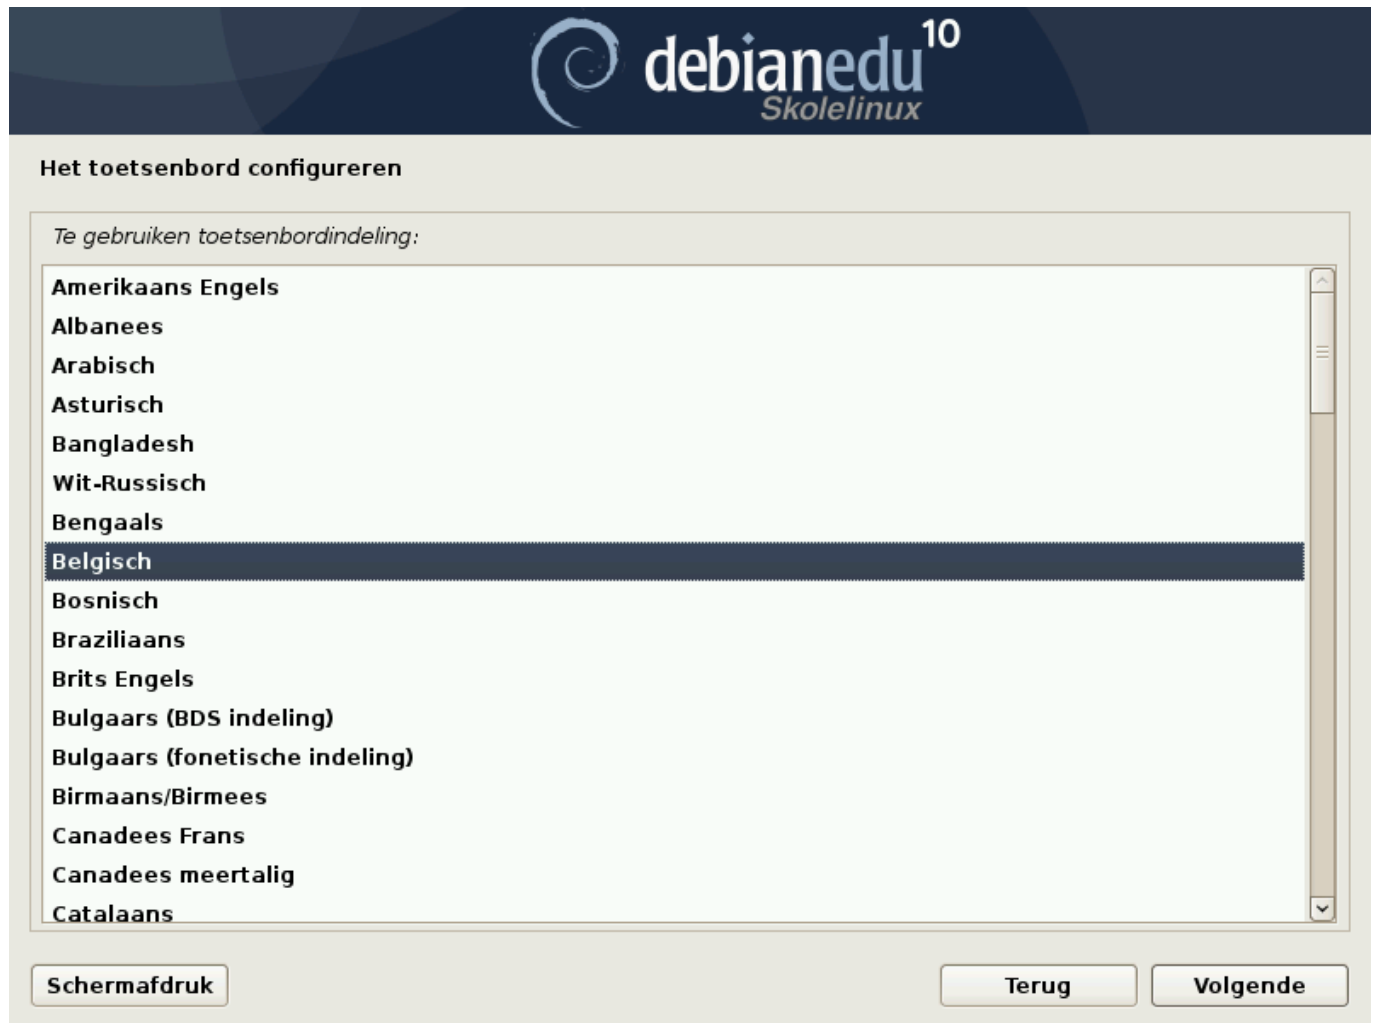 debianedu 10
Skolelinux
Het toetsenbord configureren
Te gebruiken toetsenbordindeling:
Amerikaans Engels
Albanees
Arabisch
Asturisch
Bangladesh
Wit-Russisch
Bengaals
Belgisch
Bosnisch
Braziliaans
Brits Engels
Bulgaars (BDS indeling)
Bulgaars (fonetische indeling)
Birmaans/Birmees
Canadees Frans
Canadees meertalig
Catalaans
Schermafdruk
Terug
Volgende